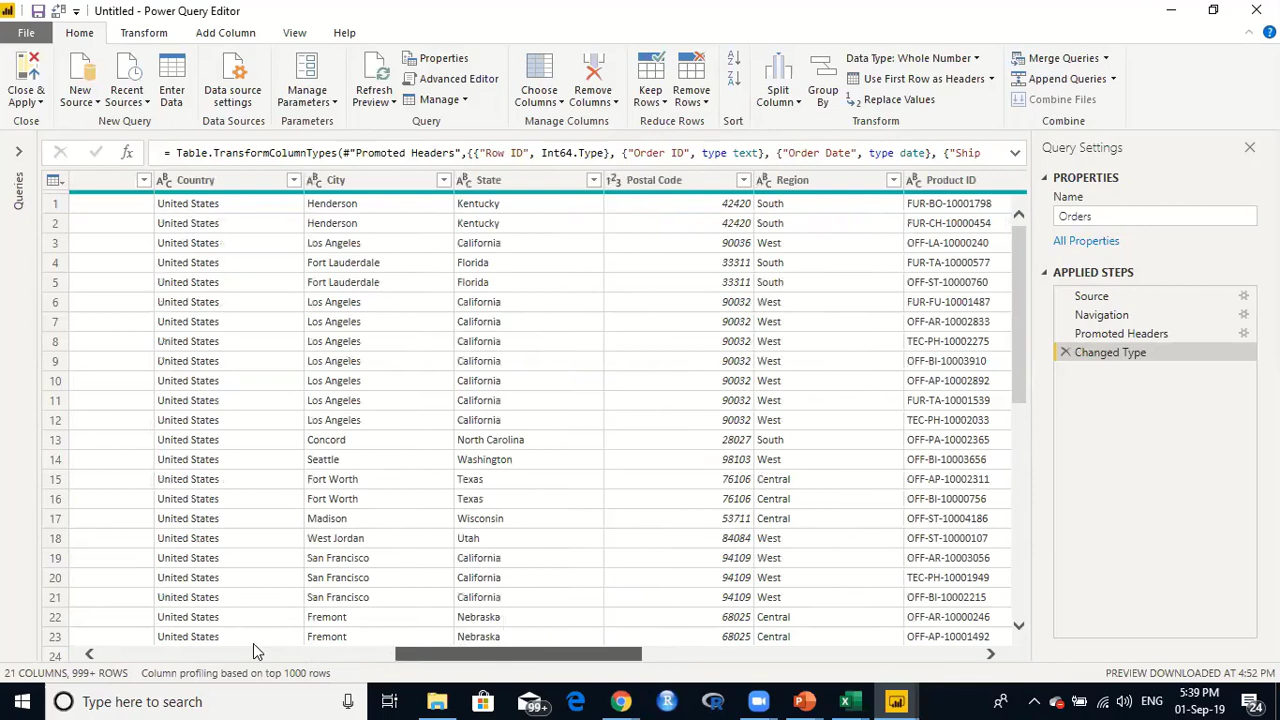 Untitled - Power Query Editor
File Home Transform Add Column View Help
Close & Apply
New Source
Recent Sources
Enter Data
Data source settings
Manage Parameters
Refresh Preview
Properties
Advanced Editor
Manage
Choose Columns
Remove Columns
Keep Rows
Remove Rows
Split Column
Group By
Data Type: Whole Number
Use First Row as Headers
Replace Values
Merge Queries
Append Queries
Combine Files
Close New Query Data Sources Parameters Query Manage Columns Reduce Rows Sort Transform Combine
= Table.TransformColumnTypes(#"Promoted Headers",{{"Row ID", Int64.Type}, {"Order ID", type text}, {"Order Date", type date}, {"Ship
Queries
Country City State Postal Code Region Product ID
1 United States Henderson Kentucky 42420 South FUR-BO-10001798
2 United States Henderson Kentucky 42420 South FUR-CH-10000454
3 United States Los Angeles California 90036 West OFF-LA-10000240
4 United States Fort Lauderdale Florida 33311 South FUR-TA-10000577
5 United States Fort Lauderdale Florida 33311 South OFF-ST-10000760
6 United States Los Angeles California 90032 West FUR-FU-10001487
7 United States Los Angeles California 90032 West OFF-AR-10002833
8 United States Los Angeles California 90032 West TEC-PH-10002275
9 United States Los Angeles California 90032 West OFF-BI-10003910
10 United States Los Angeles California 90032 West OFF-AP-10002892
11 United States Los Angeles California 90032 West FUR-TA-10001539
12 United States Los Angeles California 90032 West TEC-PH-10002033
13 United States Concord North Carolina 28027 South OFF-PA-10002365
14 United States Seattle Washington 98103 West OFF-BI-10003656
15 United States Fort Worth Texas 76106 Central OFF-AP-10002311
16 United States Fort Worth Texas 76106 Central OFF-BI-10000756
17 United States Madison Wisconsin 53711 Central OFF-ST-10004186
18 United States West Jordan Utah 84084 West OFF-ST-10000107
19 United States San Francisco California 94109 West OFF-AR-10003056
20 United States San Francisco California 94109 West TEC-PH-10001949
21 United States San Francisco California 94109 West OFF-BI-10002215
22 United States Fremont Nebraska 68025 Central OFF-AR-10000246
23 United States Fremont Nebraska 68025 Central OFF-AP-10001492
24
Query Settings
PROPERTIES
Name
Orders
All Properties
APPLIED STEPS
Source
Navigation
Promoted Headers
Changed Type
21 COLUMNS, 999+ ROWS Column profiling based on top 1000 rows PREVIEW DOWNLOADED AT 4:52 PM
Type here to search
99+
ENG
5:39 PM
01-Sep-19
24